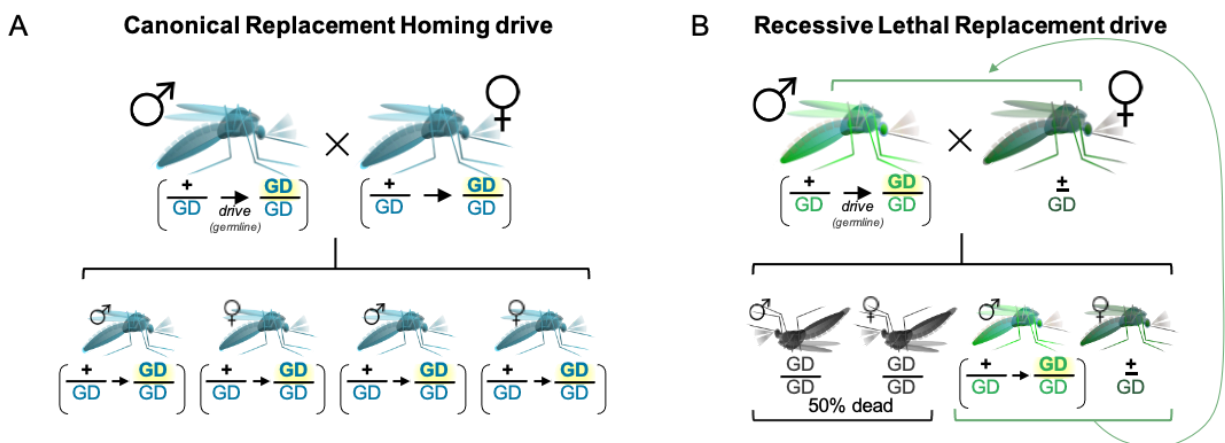 A
Canonical Replacement Homing drive
♂ × ♀
+ GD
GD drive GD
(germline)
+ GD
GD GD
♂ ♀ ♂ ♀
+ GD + GD + GD + GD
GD GD GD GD GD GD GD GD
B
Recessive Lethal Replacement drive
♂ × ♀
+ GD
GD drive GD
(germline)
+
GD
♂ ♀ ♂ ♀
GD GD + GD +
GD GD GD GD GD
50% dead